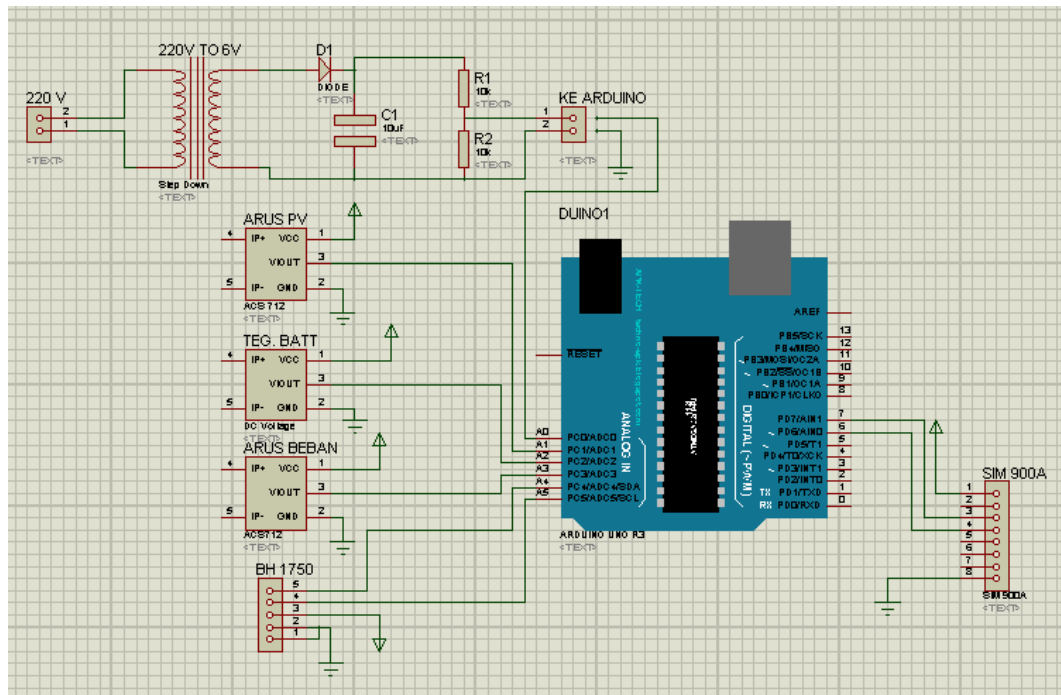 220V TO 6V
D1
DIODE
<TEXT>
220 V
2
1
<TEXT>
Step Down
<TEXT>
C1
10uF
<TEXT>
R1
10k
<TEXT>
R2
10k
<TEXT>
KE ARDUINO
1
2
<TEXT>
ARUS PV
4 IP+ VCC 1
VIOUT 3
5 IP- GND 2
ACS712
<TEXT>
TEG. BATT
4 IP+ VCC 1
VIOUT 3
5 IP- GND 2
DC Voltage
<TEXT>
ARUS BEBAN
4 IP+ VCC 1
VIOUT 3
5 IP- GND 2
ACS712
<TEXT>
BH 1750
5
4
3
2
1
DUINO1
RESET
A0 PC0/ADC0
A1 PC1/ADC1
A2 PC2/ADC2
A3 PC3/ADC3
A4 PC4/ADC4/SDA
A5 PC5/ADC5/SCL
ANALOG IN
ARDUINO UNO R3
<TEXT>
DIGITAL (~PWM)
AREF
PB5/SCK 13
PB4/MISO 12
~PB3/MOSI/OC2A 11
~PB2/SS/OC1B 10
~PB1/OC1A 9
PB0/ICP1/CLKO 8
PD7/AIN1 7
~PD6/AIN0 6
~PD5/T1 5
PD4/T0/XCK 4
~PD3/INT1 3
PD2/INT0 2
TX PD1/TXD 1
RX PD0/RXD 0
SIM 900A
1
2
3
4
5
6
7
8
SIM900A
<TEXT>